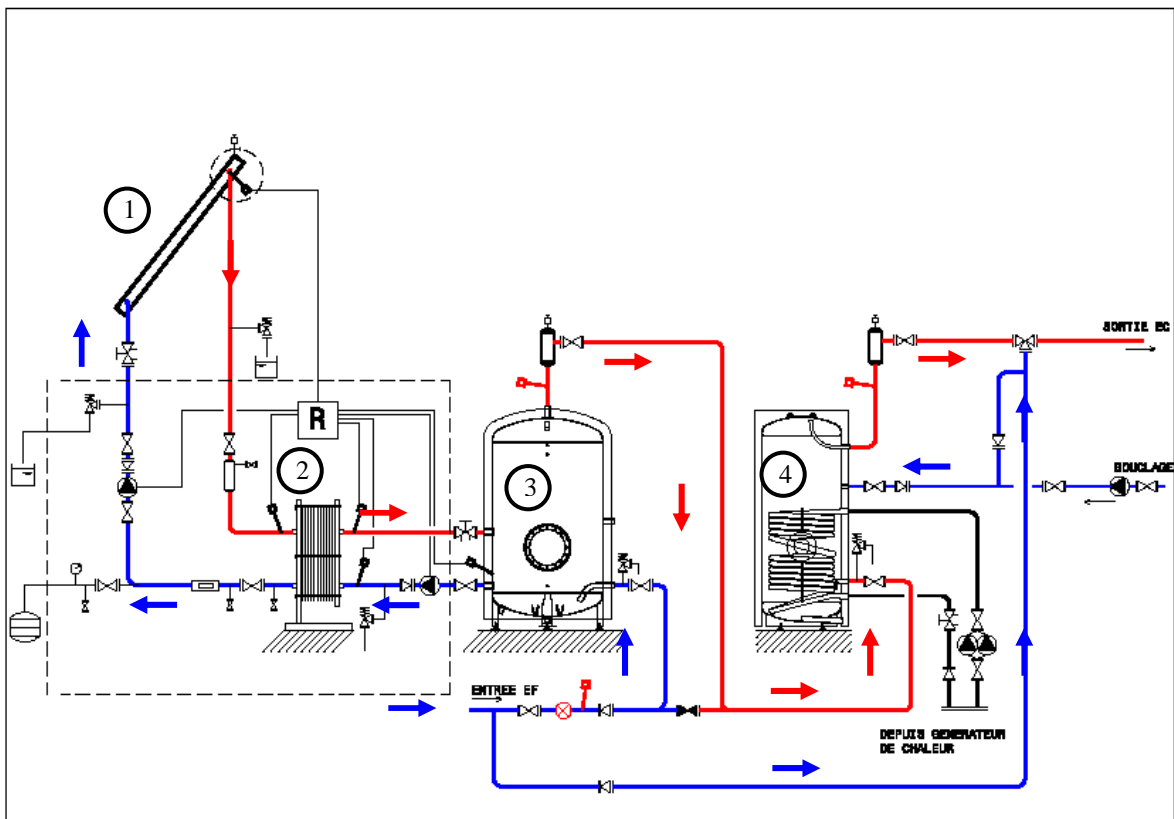 1
SORTIE EC
R
2
3
4
BOUCLAGE
ENTREE EF
DEPUIS GENERATEUR
DE CHALEUR